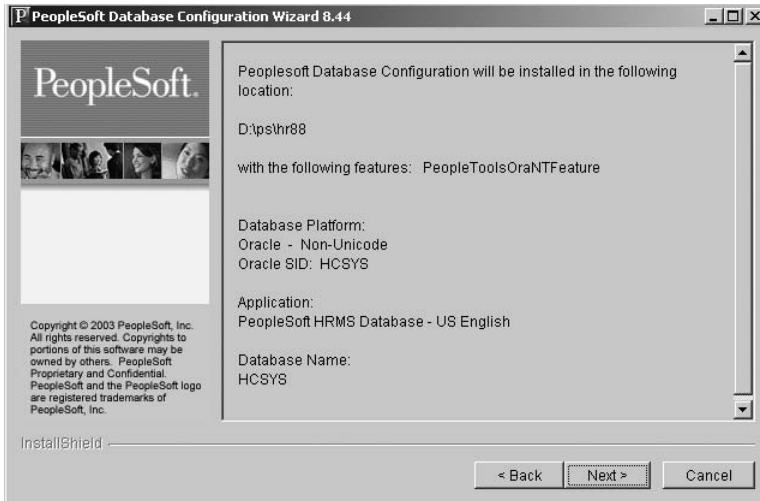 PeopleSoft Database Configuration Wizard 8.44
PeopleSoft.
Peoplesoft Database Configuration will be installed in the following
location:
D:\ps\hr88
with the following features: PeopleToolsOraNTFeature
Database Platform:
Oracle - Non-Unicode
Oracle SID: HCSYS
Application:
PeopleSoft HRMS Database - US English
Database Name:
HCSYS
Copyright © 2003 PeopleSoft, Inc.
All rights reserved. Copyrights to
portions of this software may be
owned by others. PeopleSoft
Proprietary and Confidential.
PeopleSoft and the PeopleSoft logo
are registered trademarks of
PeopleSoft, Inc.
InstallShield
< Back
Next >
Cancel